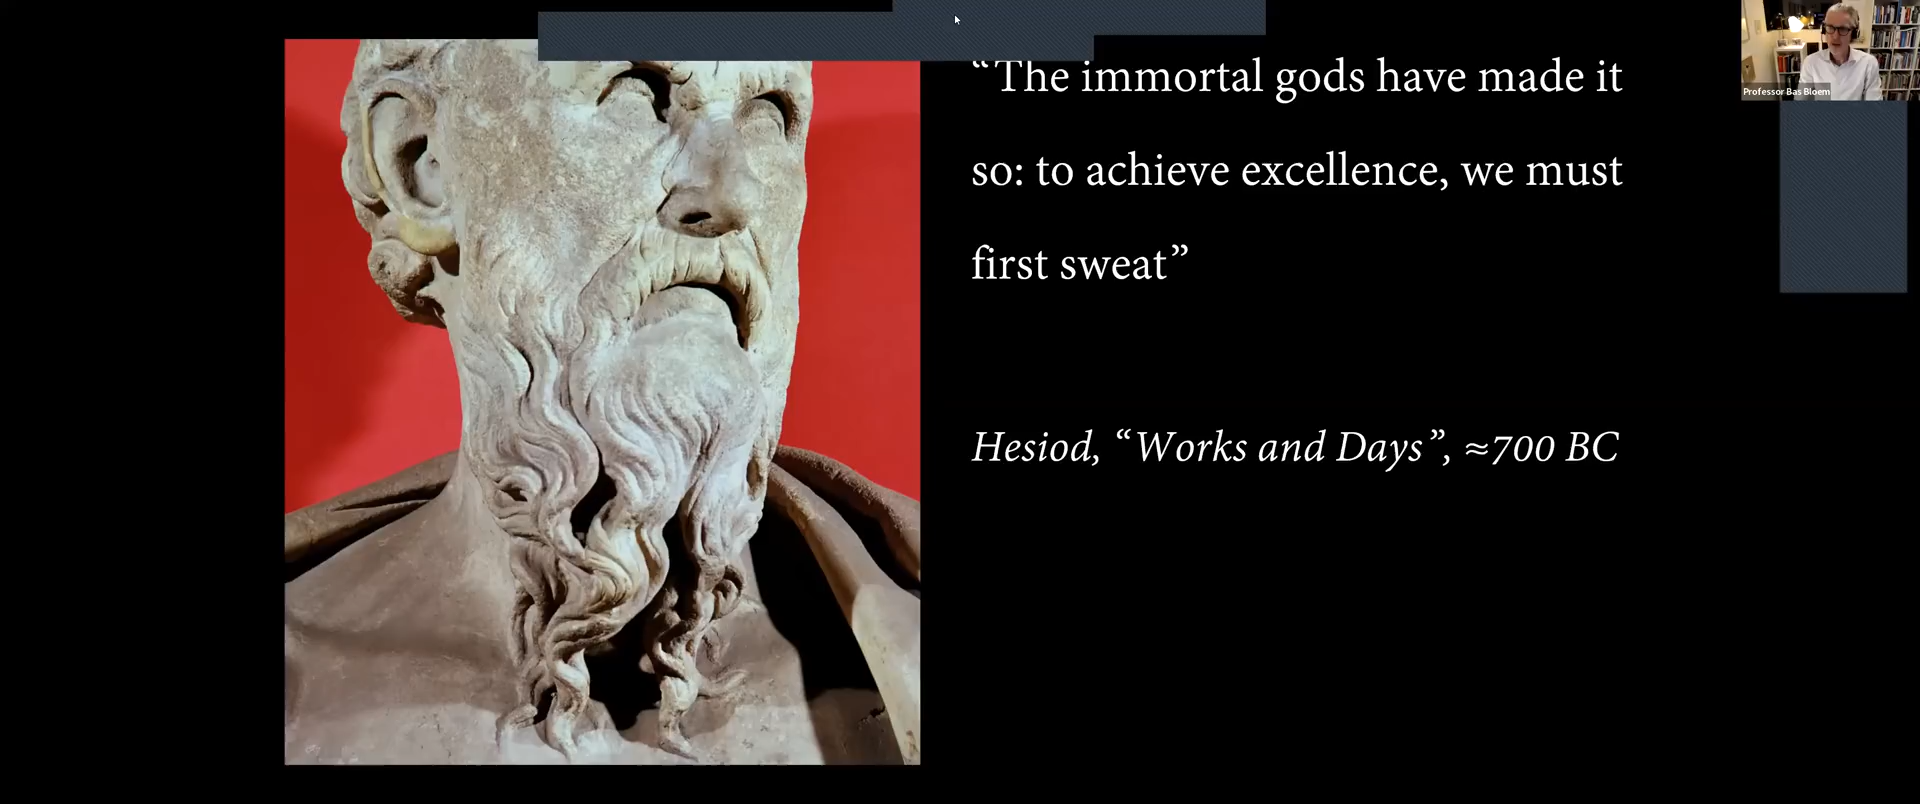 “The immortal gods have made it
so: to achieve excellence, we must
first sweat”
Hesiod, “Works and Days”, ≈700 BC
Professor Bas Bloem